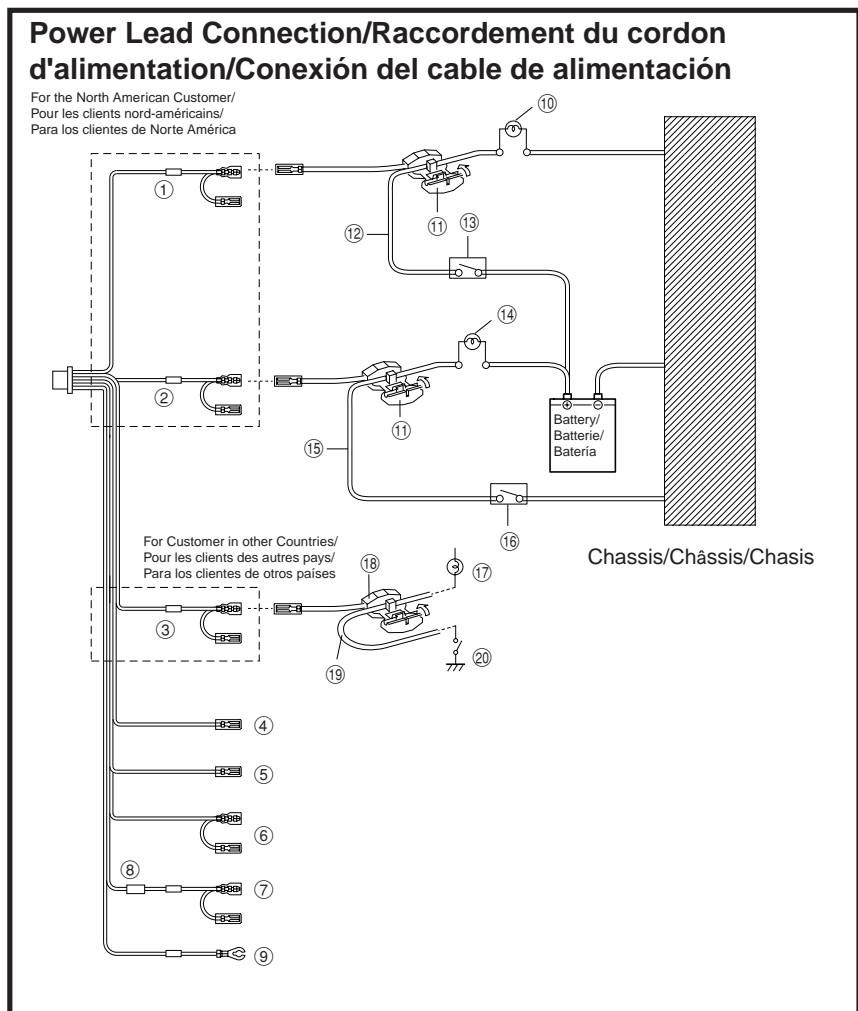 Power Lead Connection/Raccordement du cordon
d'alimentation/Conexión del cable de alimentación
For the North American Customer/
Pour les clients nord-américains/
Para los clientes de Norte América
⑩
①
⑪
⑫
⑬
⑭
②
⑪
⊕ ⊖
Battery/
Batterie/
Batería
⑮
⑯
For Customer in other Countries/
Pour les clients des autres pays/
Para los clientes de otros países
Chassis/Châssis/Chasis
⑱
⑰
③
⑲
⑳
④
⑤
⑥
⑧
⑦
⑨